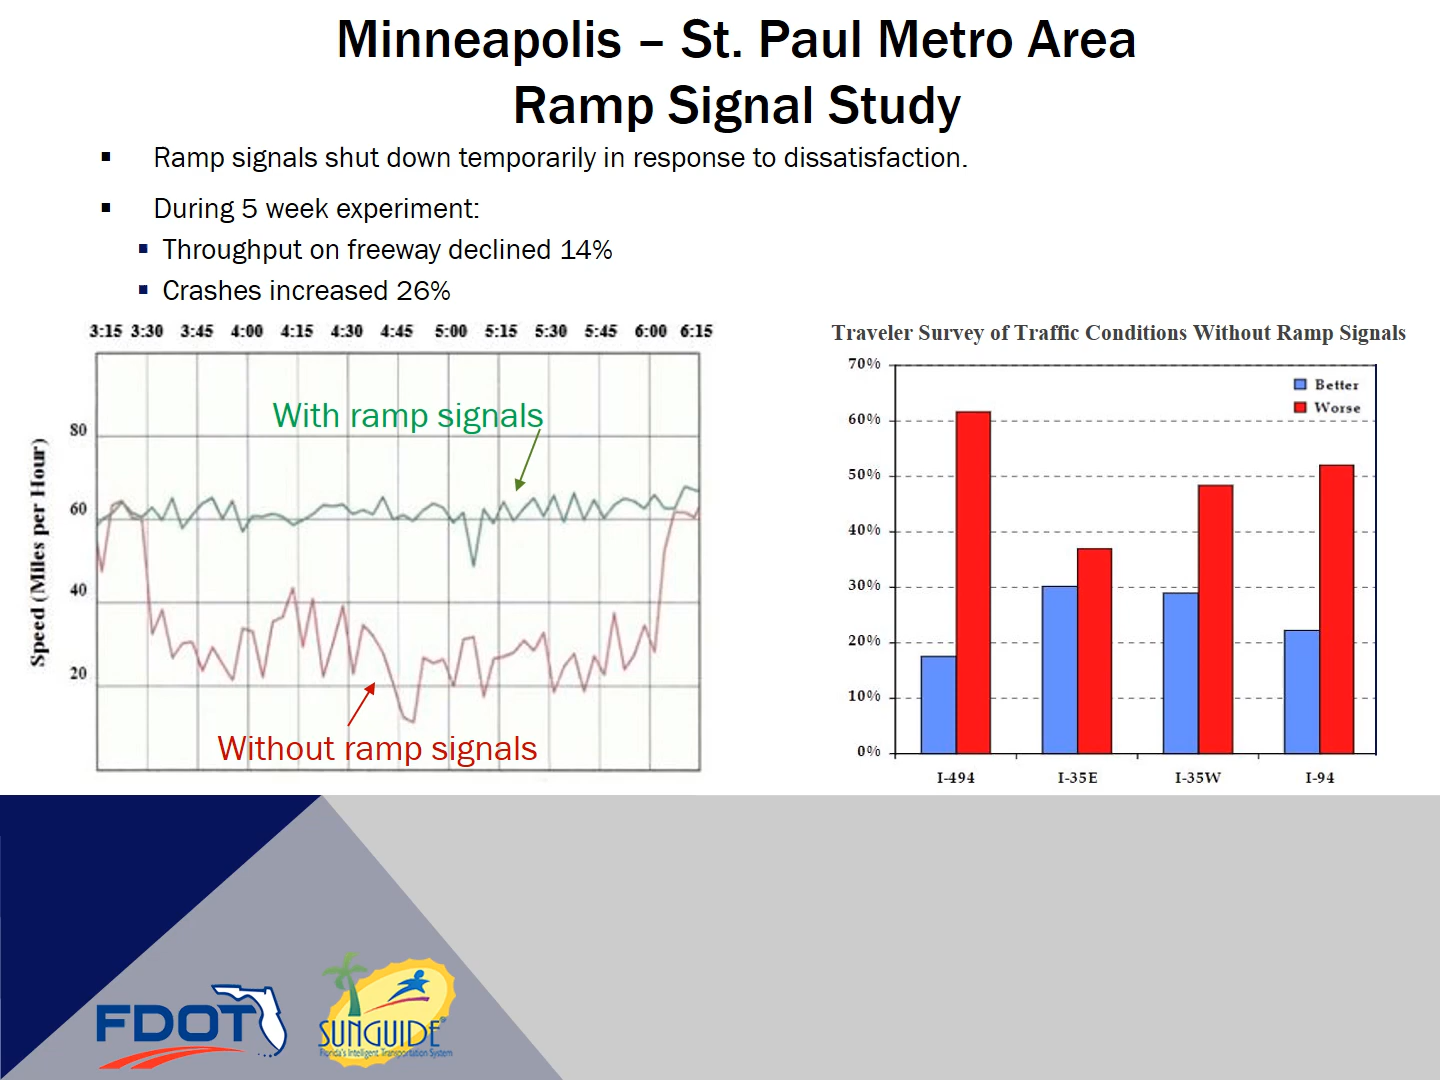 Minneapolis – St. Paul Metro Area
Ramp Signal Study
▪ Ramp signals shut down temporarily in response to dissatisfaction.
▪ During 5 week experiment:
▪ Throughput on freeway declined 14%
▪ Crashes increased 26%
3:15 3:30 3:45 4:00 4:15 4:30 4:45 5:00 5:15 5:30 5:45 6:00 6:15
Speed (Miles per Hour)
80
60
40
20
With ramp signals
Without ramp signals
Traveler Survey of Traffic Conditions Without Ramp Signals
70%
60%
50%
40%
30%
20%
10%
0%
Better
Worse
I-494 I-35E I-35W I-94
FDOT
SUNGUIDE
Florida's Intelligent Transportation System